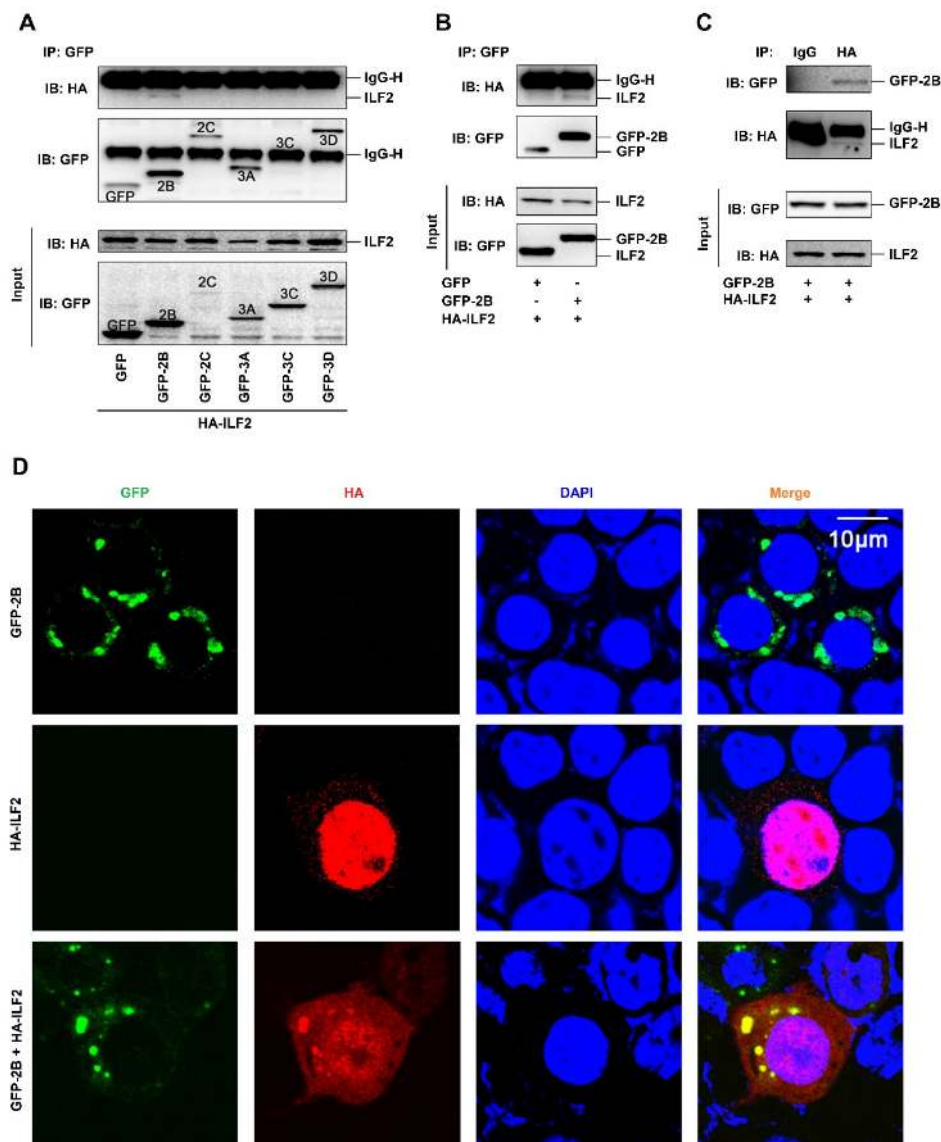 A
IP: GFP
IB: HA
IgG-H
ILF2
IB: GFP
2C
3D
3C
IgG-H
2B
3A
GFP
Input
IB: HA
ILF2
IB: GFP
2C
3D
3C
3A
2B
GFP
GFP
GFP-2B
GFP-2C
GFP-3A
GFP-3C
GFP-3D
HA-ILF2
B
IP: GFP
IB: HA
IgG-H
ILF2
IB: GFP
GFP-2B
GFP
Input
IB: HA
ILF2
IB: GFP
GFP-2B
ILF2
GFP + -
GFP-2B - +
HA-ILF2 + +
C
IP: IgG HA
IB: GFP
GFP-2B
IB: HA
IgG-H
ILF2
Input
IB: GFP
GFP-2B
IB: HA
ILF2
GFP-2B + +
HA-ILF2 + +
D
GFP HA DAPI Merge
GFP-2B
10μm
HA-ILF2
GFP-2B + HA-ILF2